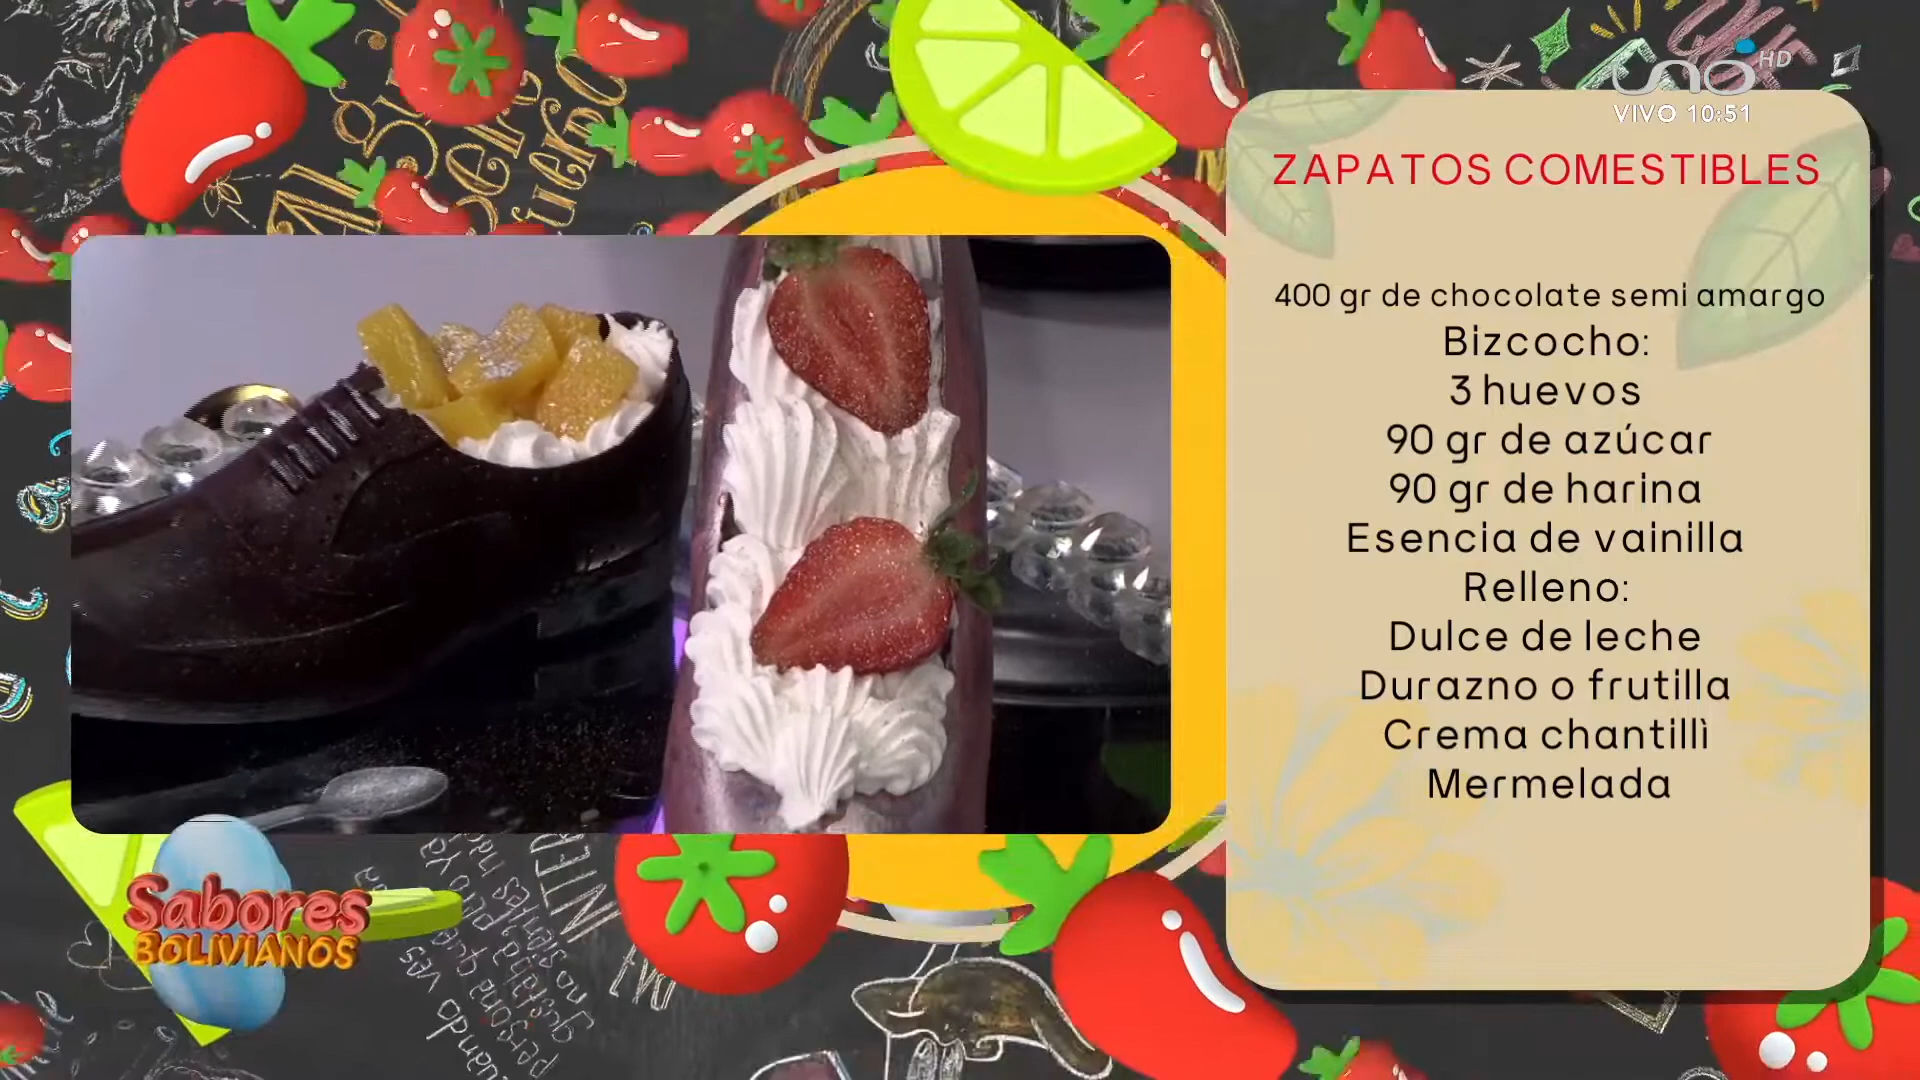 uno HD
VIVO 10:51
ZAPATOS COMESTIBLES
400 gr de chocolate semi amargo
Bizcocho:
3 huevos
90 gr de azúcar
90 gr de harina
Esencia de vainilla
Relleno:
Dulce de leche
Durazno o frutilla
Crema chantillì
Mermelada
Sabores
BOLIVIANOS